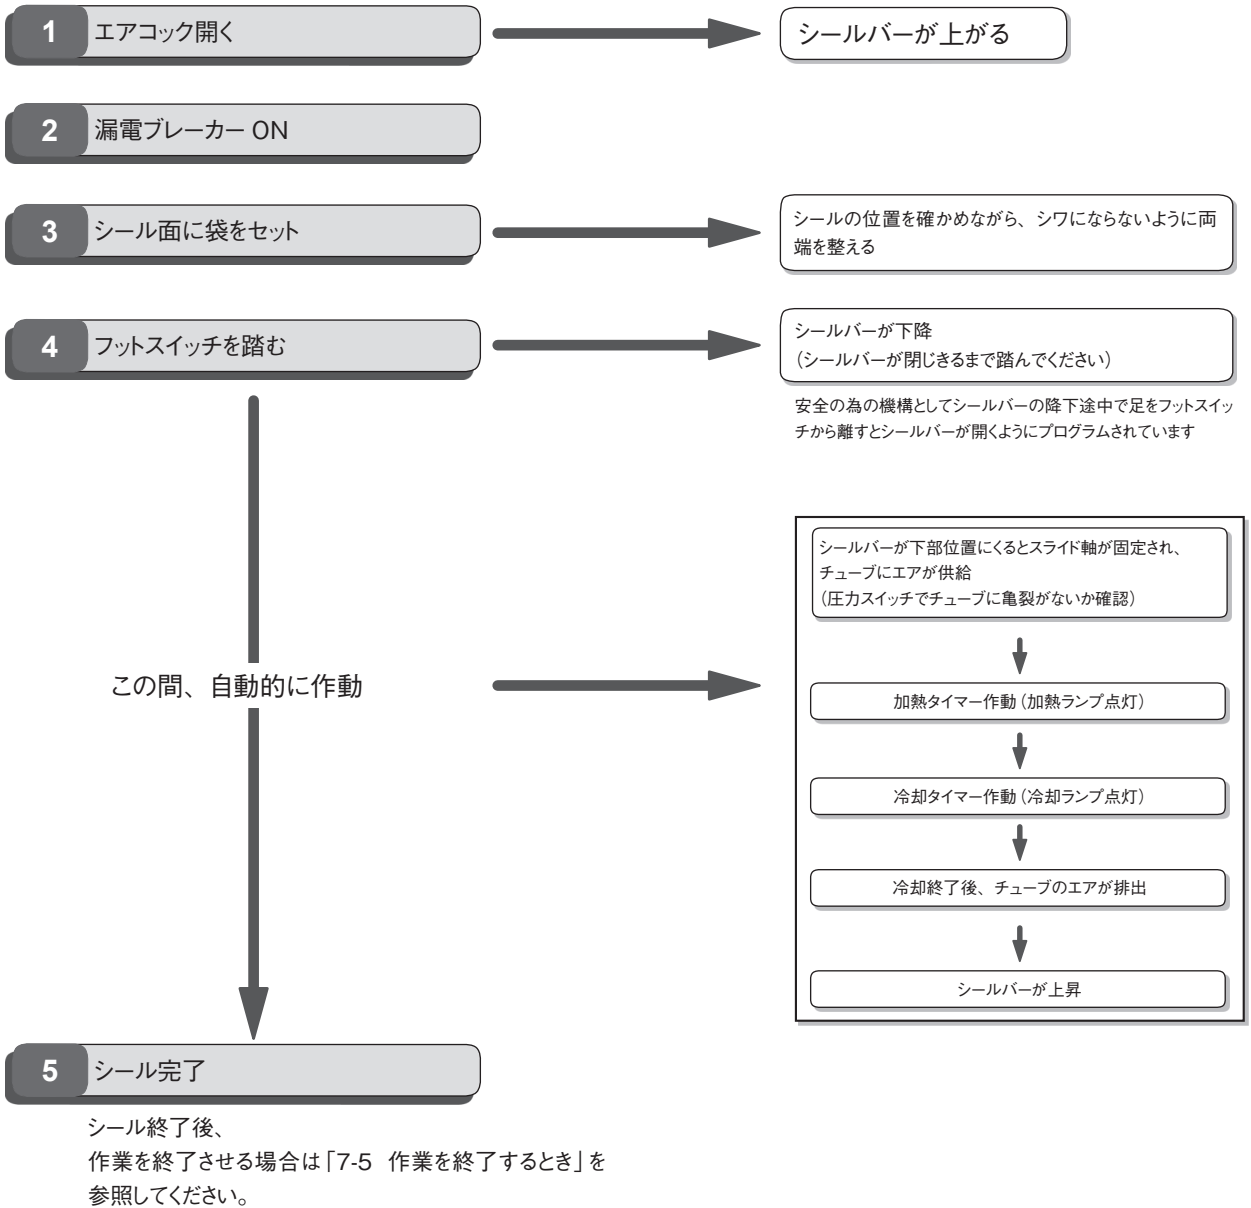 1 エアコック開く
シールバーが上がる
2 漏電ブレーカー ON
3 シール面に袋をセット
シールの位置を確かめながら、シワにならないように両
端を整える
4 フットスイッチを踏む
シールバーが下降
（シールバーが閉じきるまで踏んでください）
安全の為の機構としてシールバーの降下途中で足をフットスイッ
チから離すとシールバーが開くようにプログラムされています
この間、自動的に作動
シールバーが下部位置にくるとスライド軸が固定され、
チューブにエアが供給
（圧力スイッチでチューブに亀裂がないか確認）
加熱タイマー作動（加熱ランプ点灯）
冷却タイマー作動（冷却ランプ点灯）
冷却終了後、チューブのエアが排出
シールバーが上昇
5 シール完了
シール終了後、
作業を終了させる場合は「7-5 作業を終了するとき」を
参照してください。